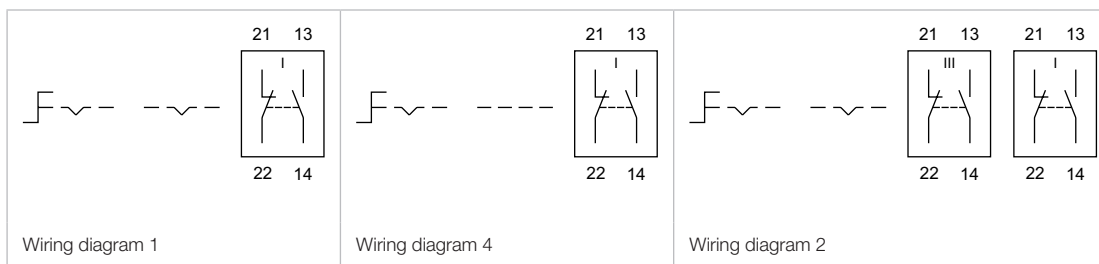 21 13
I
22 14
Wiring diagram 1
21 13
I
22 14
Wiring diagram 4
21 13 21 13
III I
22 14 22 14
Wiring diagram 2